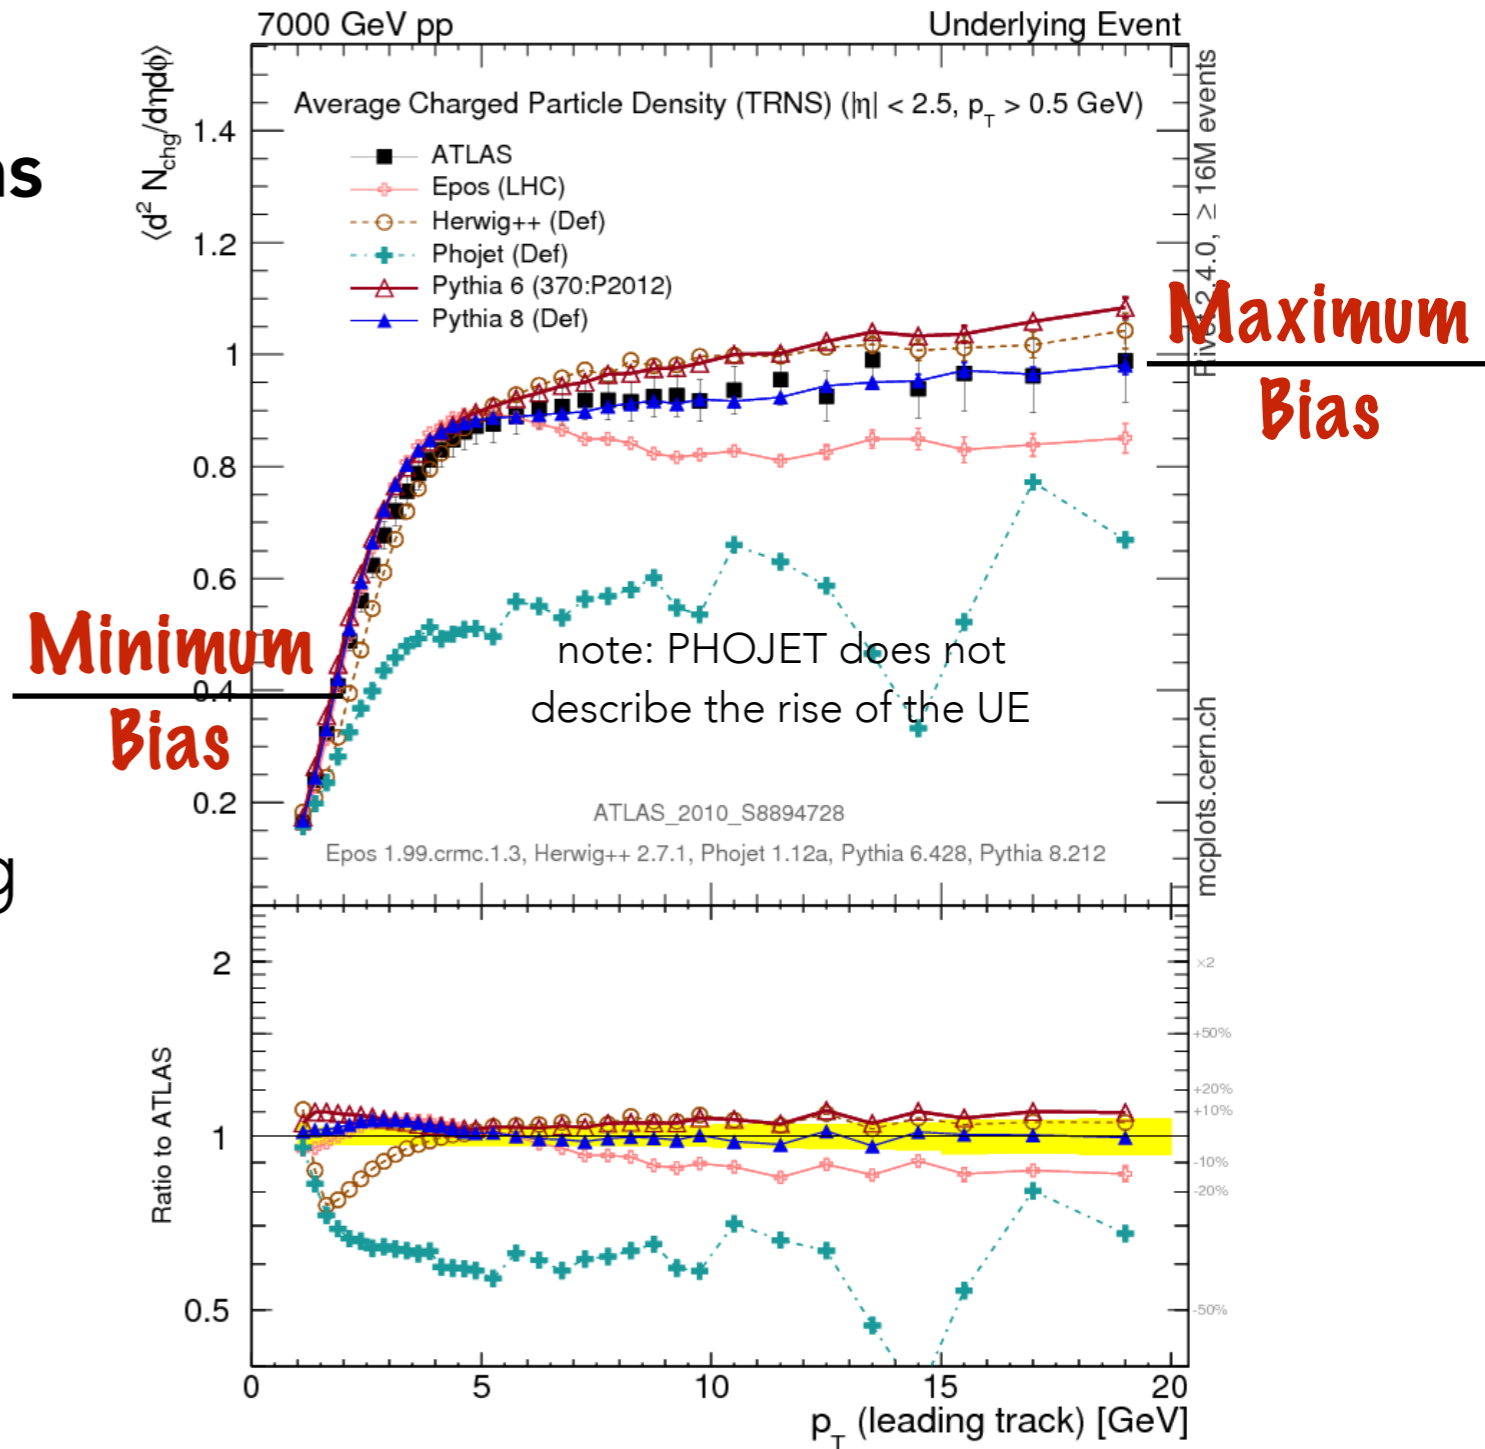 7000 GeV pp
Underlying Event
⟨d² N_chg/dηdϕ⟩
Average Charged Particle Density (TRNS) (|η| < 2.5, p_T > 0.5 GeV)
ATLAS
Epos (LHC)
Herwig++ (Def)
Phojet (Def)
Pythia 6 (370:P2012)
Pythia 8 (Def)
1.4
1.2
1
0.8
0.6
0.4
0.2
ns
g
Maximum
Bias
Minimum
Bias
note: PHOJET does not
describe the rise of the UE
ATLAS_2010_S8894728
Epos 1.99.crmc.1.3, Herwig++ 2.7.1, Phojet 1.12a, Pythia 6.428, Pythia 8.212
Rivet 2.4.0, ≥ 16M events
mcplots.cern.ch
Ratio to ATLAS
2
1
0.5
×2
+50%
+20%
+10%
-10%
-20%
-50%
0 5 10 15 20
p_T (leading track) [GeV]